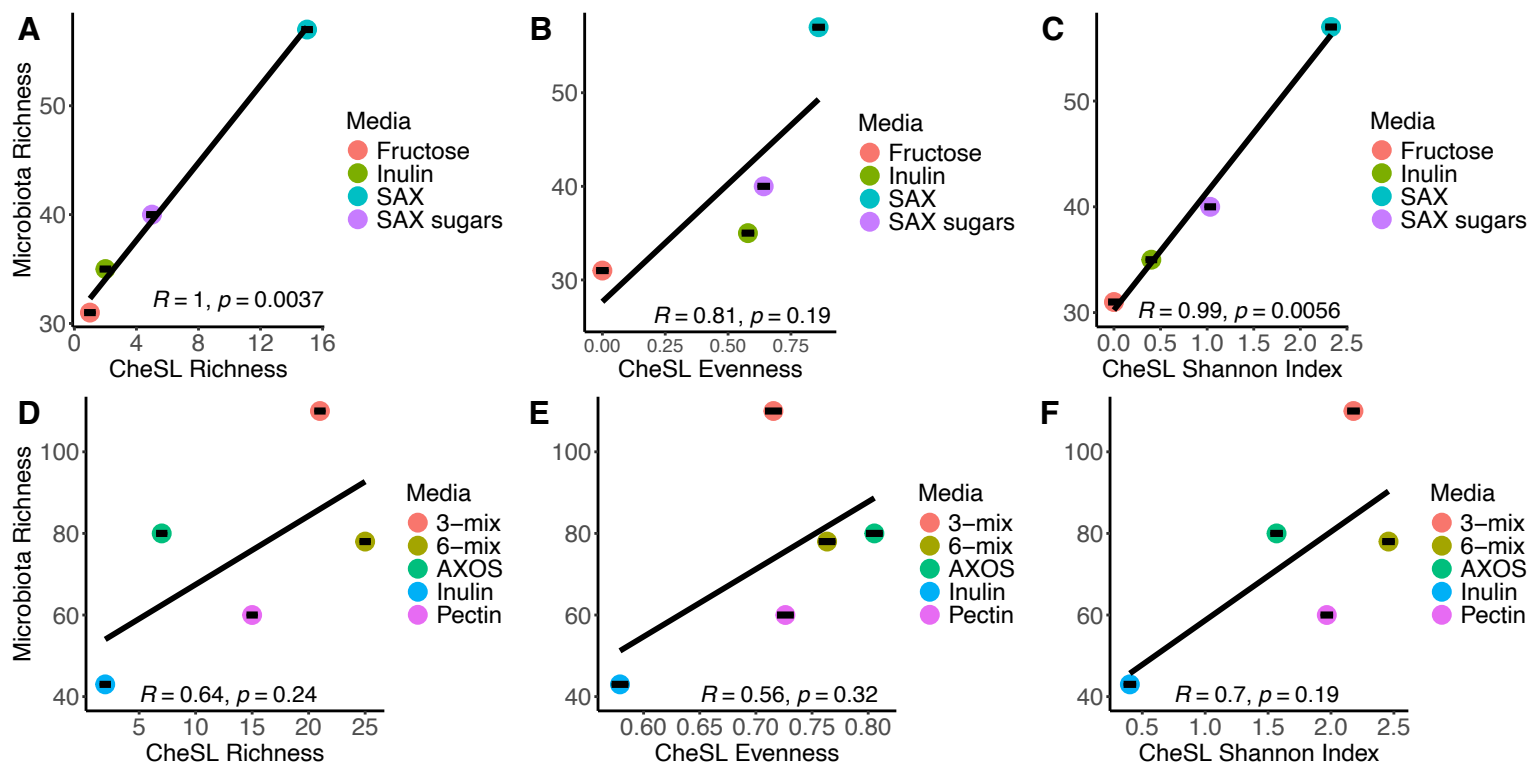 A
Microbiota Richness
50
40
30
0 4 8 12 16
CheSL Richness
R = 1, p = 0.0037
Media
Fructose
Inulin
SAX
SAX sugars
B
50
40
30
0.00 0.25 0.50 0.75
CheSL Evenness
R = 0.81, p = 0.19
Media
Fructose
Inulin
SAX
SAX sugars
C
50
40
30
0.0 0.5 1.0 1.5 2.0 2.5
CheSL Shannon Index
R = 0.99, p = 0.0056
Media
Fructose
Inulin
SAX
SAX sugars
D
Microbiota Richness
100
80
60
40
5 10 15 20 25
CheSL Richness
R = 0.64, p = 0.24
Media
3−mix
6−mix
AXOS
Inulin
Pectin
E
100
80
60
40
0.60 0.65 0.70 0.75 0.80
CheSL Evenness
R = 0.56, p = 0.32
Media
3−mix
6−mix
AXOS
Inulin
Pectin
F
100
80
60
40
0.5 1.0 1.5 2.0 2.5
CheSL Shannon Index
R = 0.7, p = 0.19
Media
3−mix
6−mix
AXOS
Inulin
Pectin